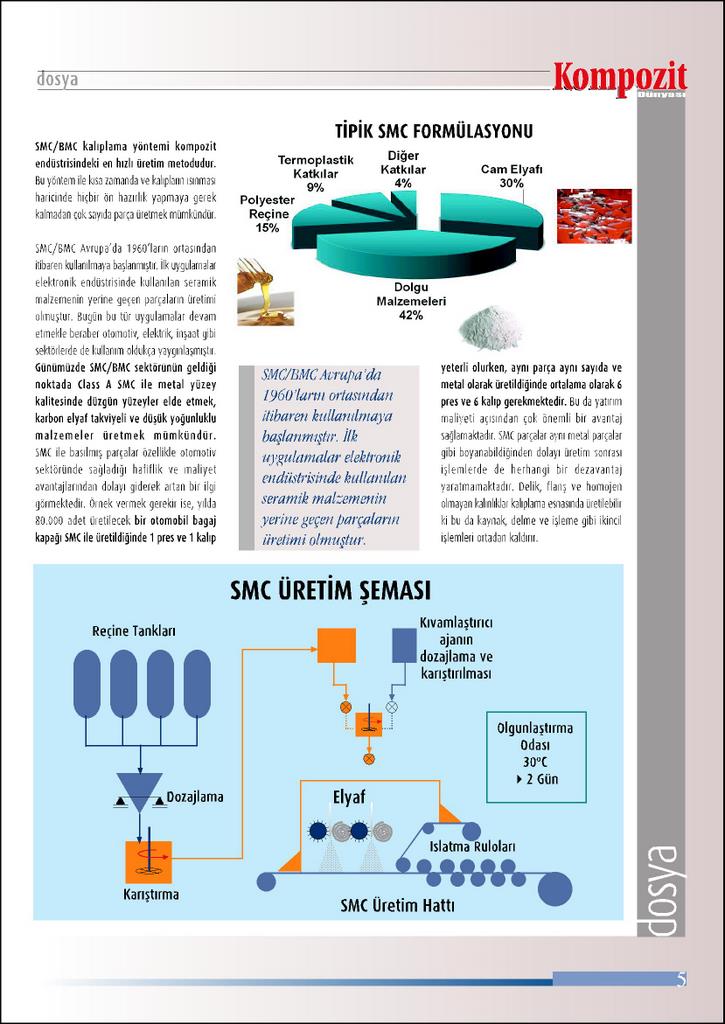 dosya
Kompozit
Dünyası
SMC/BMC kalıplama yöntemi kompozit
endüstrisindeki en hızlı üretim metodudur.
Bu yöntem ile kısa zamanda ve kalıpların ısınması
haricinde hiçbir ön hazırlık yapmaya gerek
kalmadan çok sayıda parça üretmek mümkündür.
SMC/BMC Avrupa'da 1960'ların ortasından
itibaren kullanılmaya başlanmıştır. İlk uygulamalar
elektronik endüstrisinde kullanılan seramik
malzemenin yerine geçen parçaların üretimi
olmuştur. Bugün bu tür uygulamalar devam
etmekle beraber otomotiv, elektrik, inşaat gibi
sektörlerde de kullanım oldukça yaygınlaşmıştır.
Günümüzde SMC/BMC sektörünün geldiği
noktada Class A SMC ile metal yüzey
kalitesinde düzgün yüzeyler elde etmek,
karbon elyaf takviyeli ve düşük yoğunluklu
malzemeler üretmek mümkündür.
SMC ile basılmış parçalar özellikle otomotiv
sektöründe sağladığı hafiflik ve maliyet
avantajlarından dolayı giderek artan bir ilgi
görmektedir. Örnek vermek gerekir ise, yılda
80.000 adet üretilecek bir otomobil bagaj
kapağı SMC ile üretildiğinde 1 pres ve 1 kalıp
TİPİK SMC FORMÜLASYONU
Termoplastik
Katkılar
9%
Diğer
Katkılar
4%
Cam Elyafı
30%
Polyester
Reçine
15%
Dolgu
Malzemeleri
42%
SMC/BMC Avrupa'da
1960'ların ortasından
itibaren kullanılmaya
başlanmıştır. İlk
uygulamalar elektronik
endüstrisinde kullanılan
seramik malzemenin
yerine geçen parçaların
üretimi olmuştur.
yeterli olurken, aynı parça aynı sayıda ve
metal olarak üretildiğinde ortalama olarak 6
pres ve 6 kalıp gerekmektedir. Bu da yatırım
maliyeti açısından çok önemli bir avantaj
sağlamaktadır. SMC parçalar aynı metal parçalar
gibi boyanabildiğinden dolayı üretim sonrası
işlemlerde de herhangi bir dezavantaj
yaratmamaktadır. Delik, flanş ve homojen
olmayan kalınlıklar kalıplama esnasında üretilebilir
ki bu da kaynak, delme ve işleme gibi ikincil
işlemleri ortadan kaldırır.
SMC ÜRETİM ŞEMASI
Reçine Tankları
Kıvamlaştırıcı
ajanın
dozajlama ve
karıştırılması
Olgunlaştırma
Odası
30ºC
2 Gün
Dozajlama
Karıştırma
Elyaf
Islatma Ruloları
SMC Üretim Hattı
dosya
5